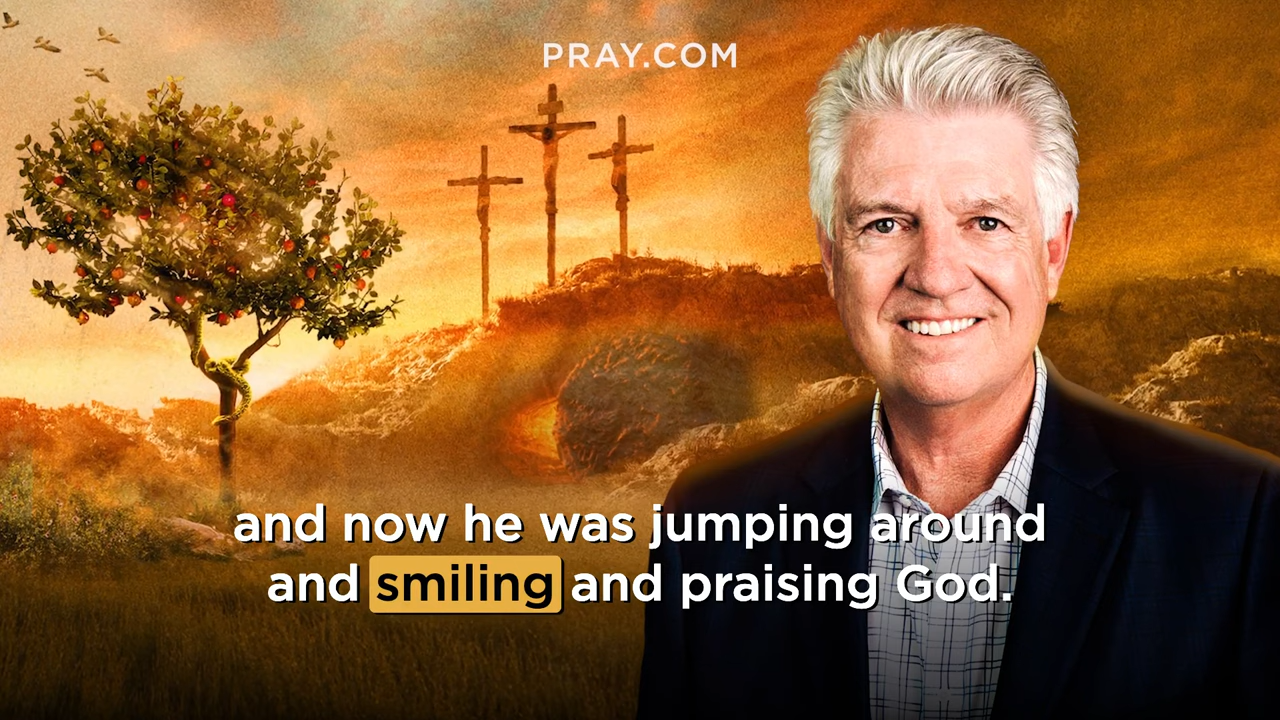 PRAY.COM
and now he was jumping around
and smiling and praising God.